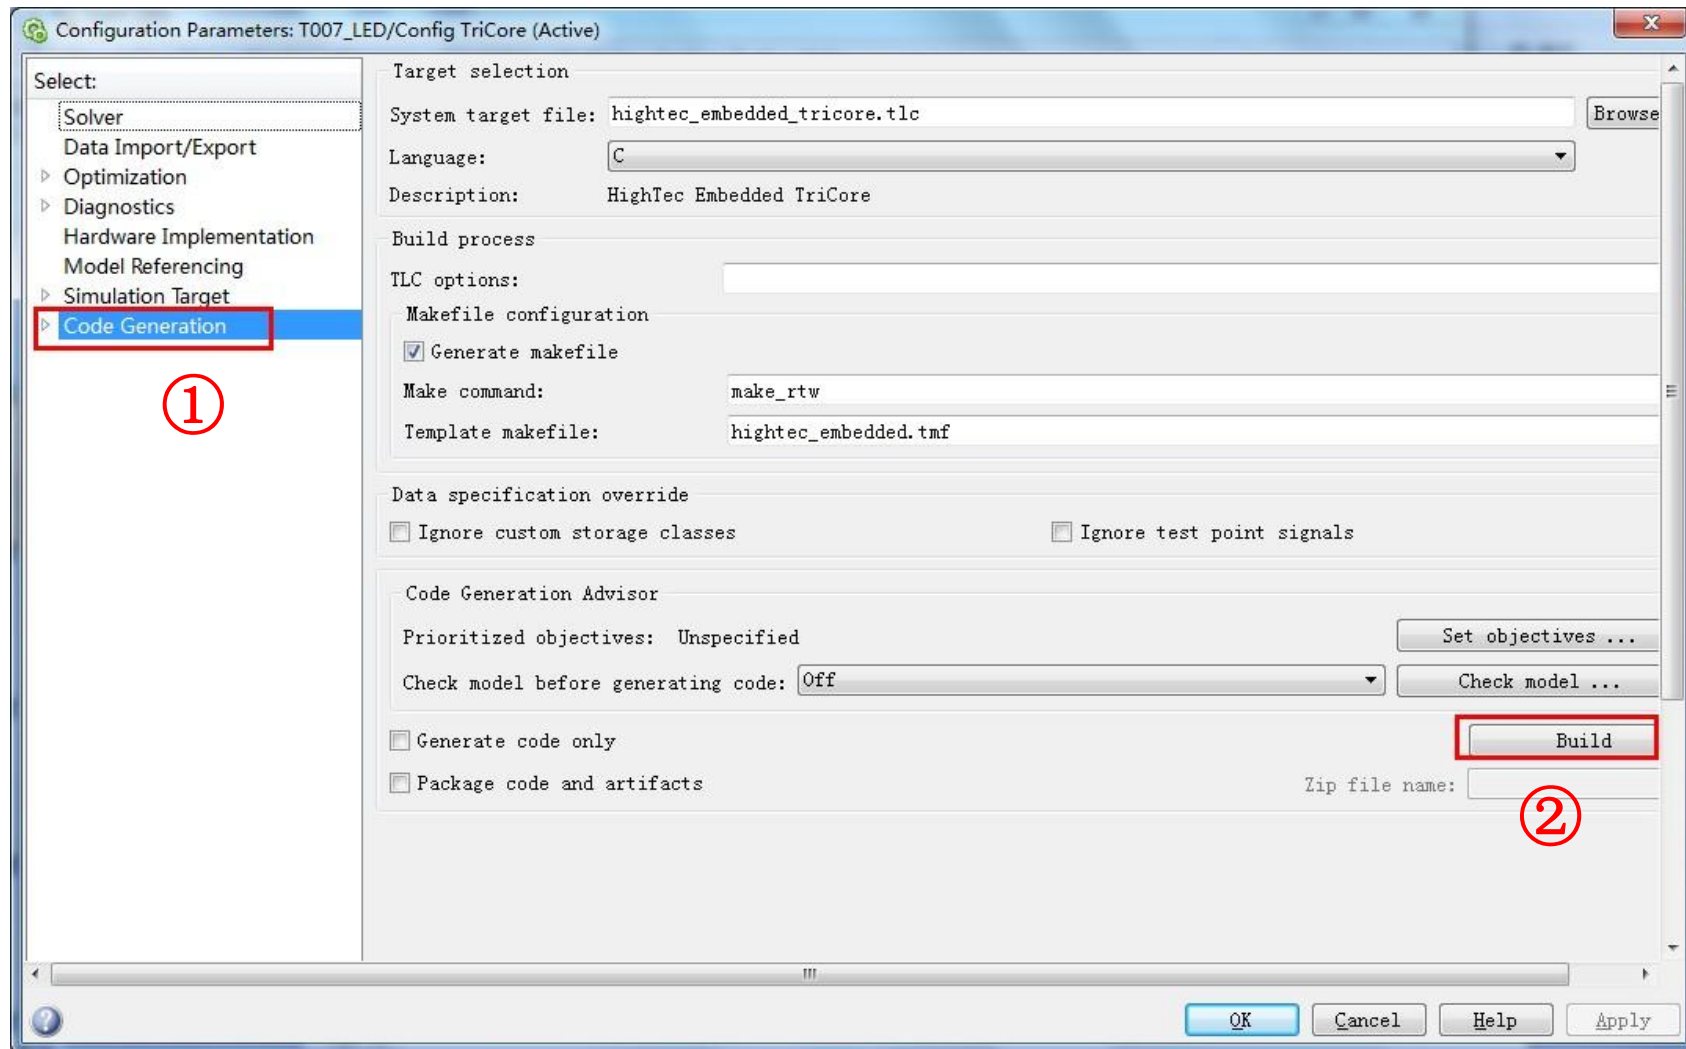 Configuration Parameters: T007_LED/Config TriCore (Active)
Select:
Solver
Data Import/Export
Optimization
Diagnostics
Hardware Implementation
Model Referencing
Simulation Target
Code Generation
①
Target selection
System target file: hightec_embedded_tricore.tlc Browse
Language: C
Description: HighTec Embedded TriCore
Build process
TLC options:
Makefile configuration
Generate makefile
Make command: make_rtw
Template makefile: hightec_embedded.tmf
Data specification override
Ignore custom storage classes Ignore test point signals
Code Generation Advisor
Prioritized objectives: Unspecified Set objectives ...
Check model before generating code: Off Check model ...
Generate code only Build
Package code and artifacts Zip file name:
②
OK Cancel Help Apply